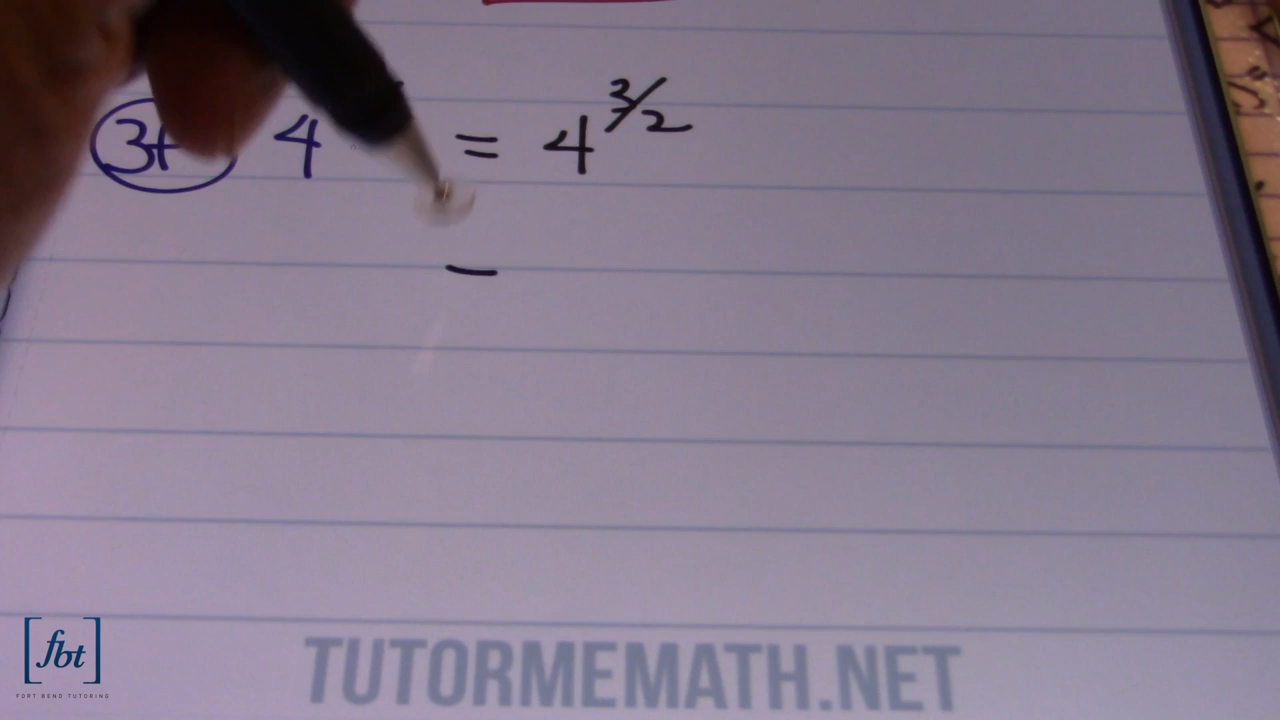 4 = 4^{3/2}
[fbt]
FORT BEND TUTORING
TUTORMEMATH.NET